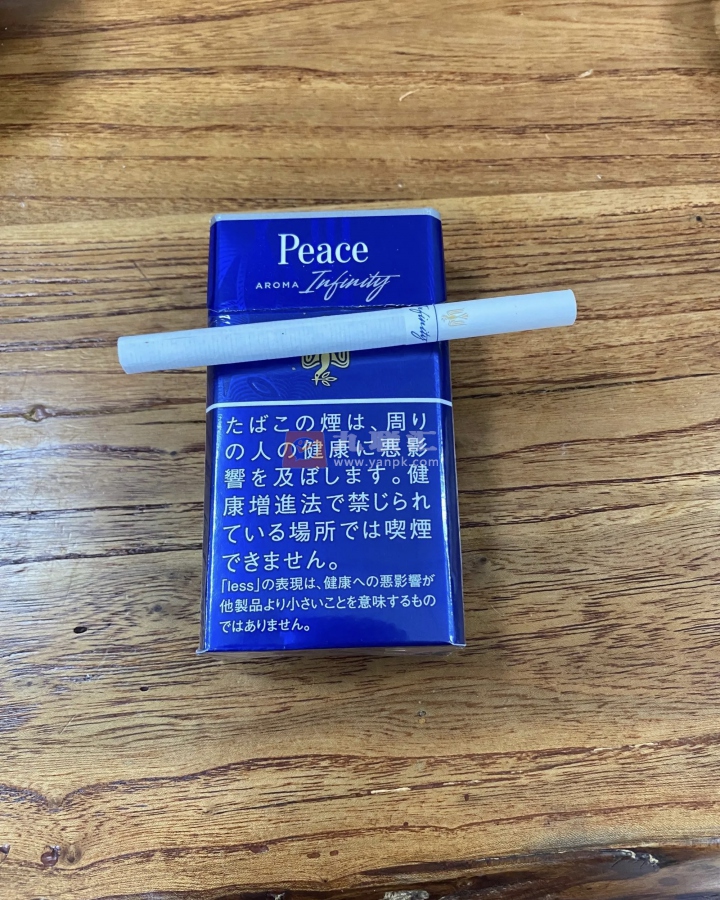 Peace
AROMA Infinity
finity
たばこの煙は、周り
の人の健康に悪影
響を及ぼします。健
康増進法で禁じられ
ている場所では喫煙
できません。
「less」の表現は、健康への悪影響が
他製品より小さいことを意味するもの
ではありません。
www.yanpk.com